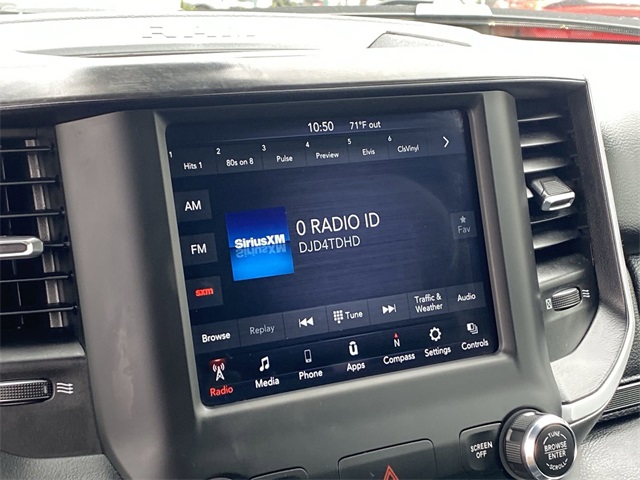 RAM
10:50 71°F out
1 Hits 1 2 80s on 8 3 Pulse 4 Preview 5 Elvis 6 ClsVinyl
AM
FM
sxm
SiriusXM
0 RADIO ID
DJD4TDHD
Fav
Browse Replay Tune Traffic & Weather Audio
Radio Media Phone Apps N Compass Settings Controls
SCREEN OFF
TUNE
BROWSE
ENTER
SCROLL